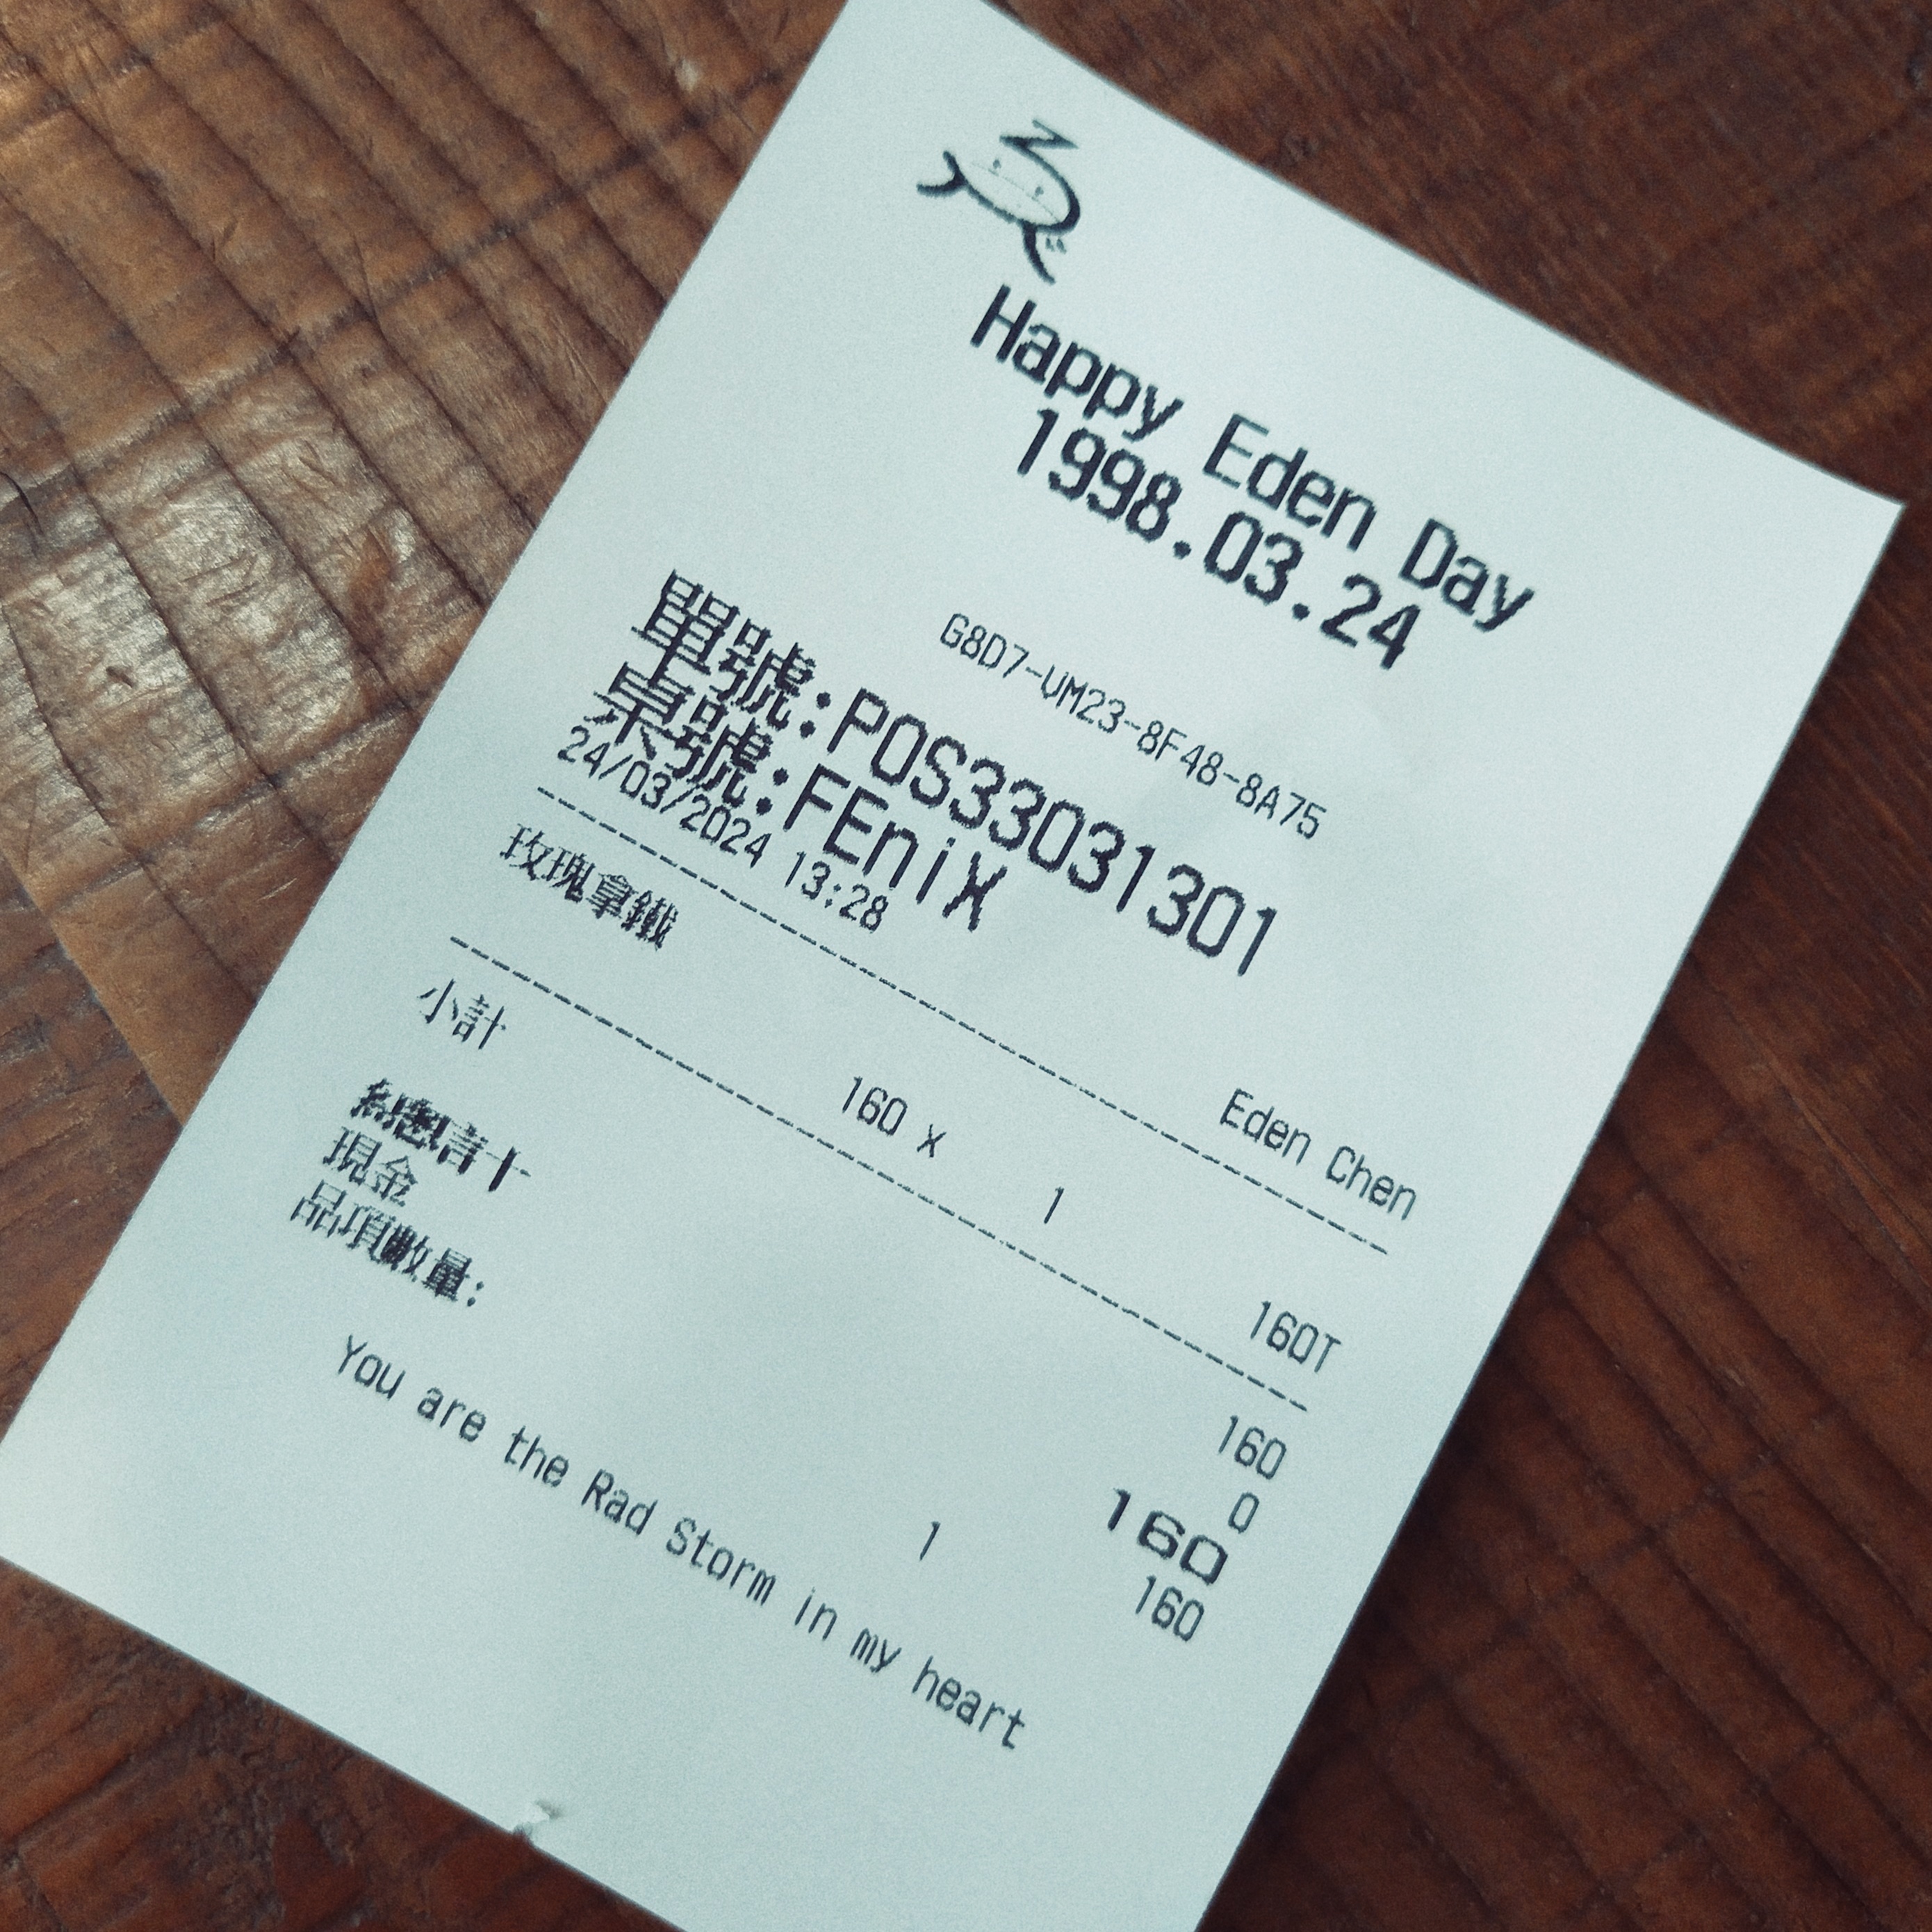 Happy Eden Day
1998.03.24
G8D7-UM23-8F48-8A75
單號:POS33031301
桌號:FEniX
24/03/2024 13:28 Eden Chen
玫瑰拿鐵
160 x 1 160T
小計 160
0
總計 160
現金 160
品項數量: 1
You are the Rad Storm in my heart